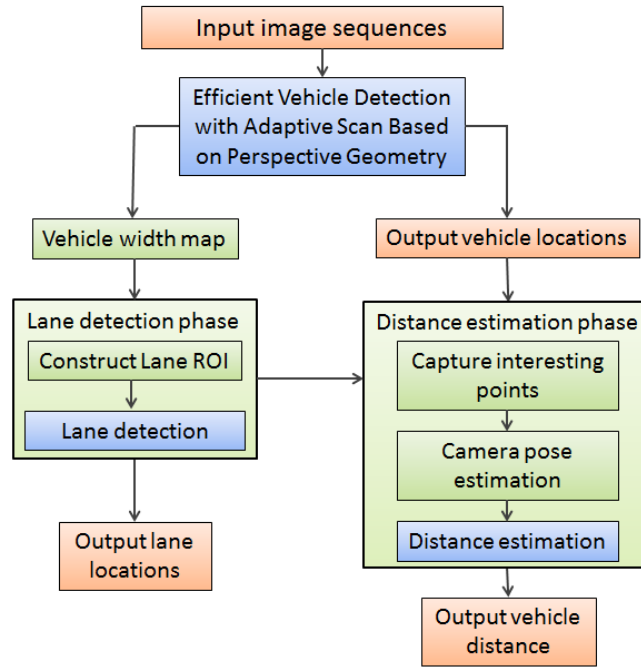 Input image sequences
Efficient Vehicle Detection
with Adaptive Scan Based
on Perspective Geometry
Vehicle width map
Output vehicle locations
Lane detection phase
Construct Lane ROI
Lane detection
Distance estimation phase
Capture interesting
points
Camera pose
estimation
Distance estimation
Output lane
locations
Output vehicle
distance